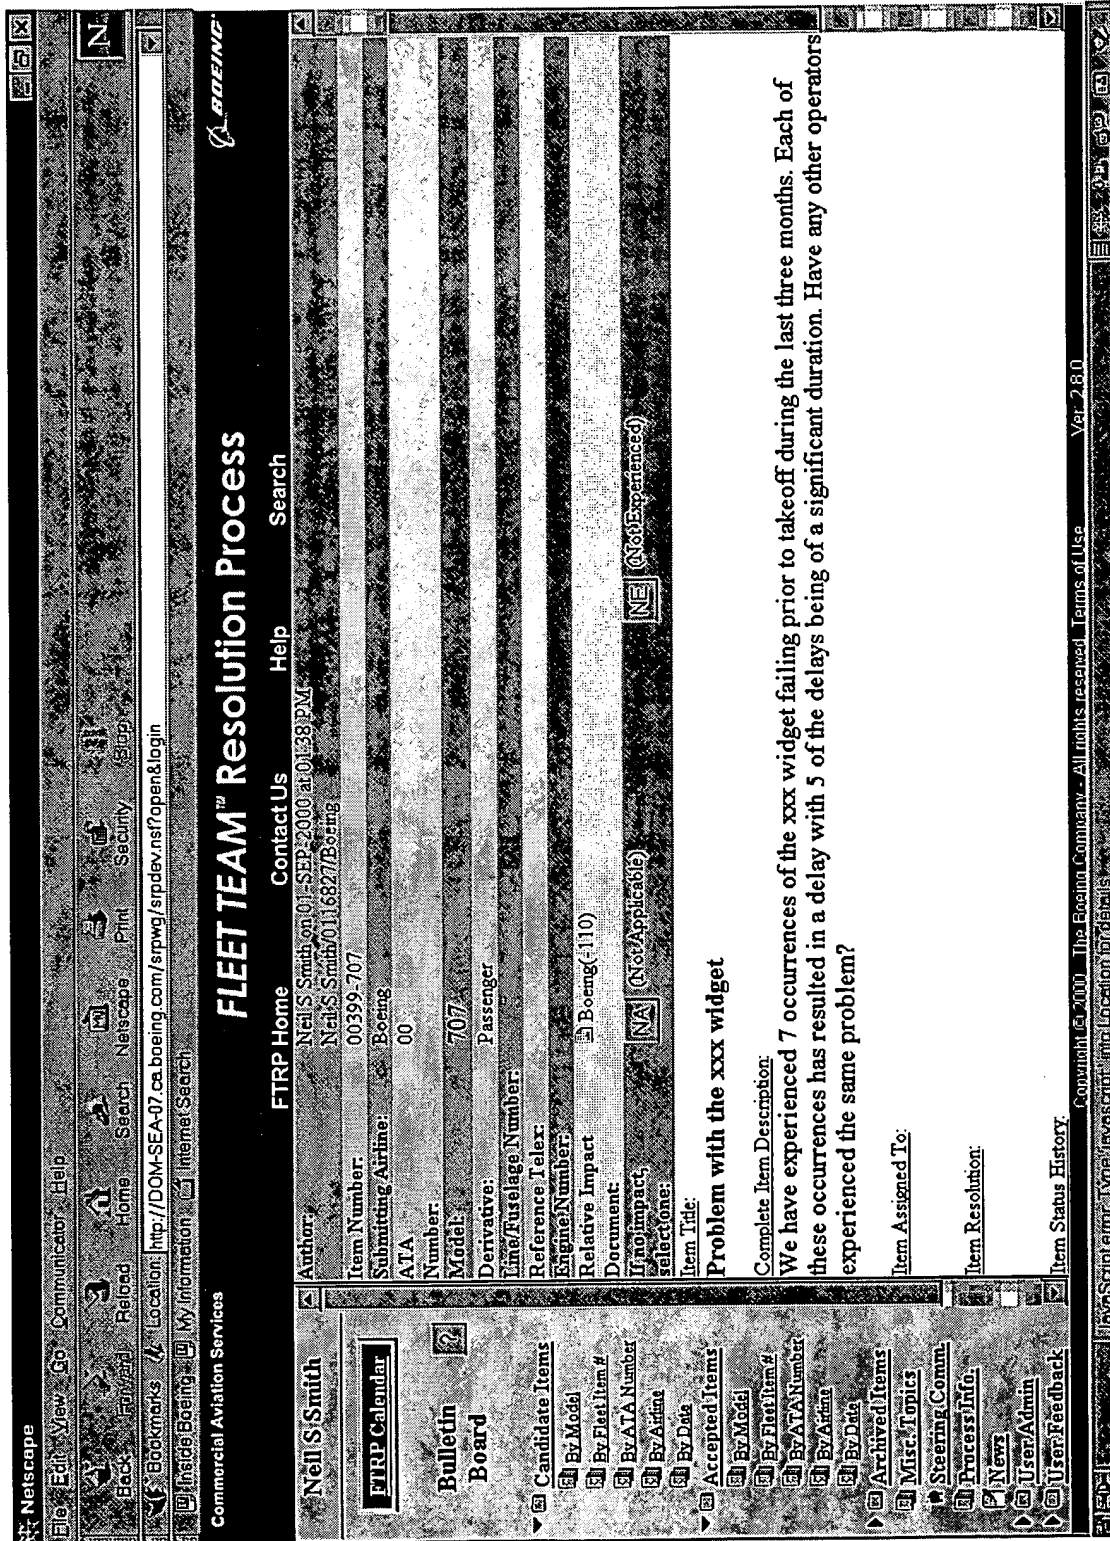 Netscape
File Edit View Go Communicator Help
Back Forward Reload Home Search Netscape Print Security Shop
Bookmarks Location: http://DOM-SEA-07.ca.boeing.com/srpwg/srpdev.nsf?open&login
Inside Boeing My Information Internet Search
Commercial Aviation Services
FLEET TEAM™ Resolution Process
BOEING
FTRP Home Contact Us Help Search
Neil S Smith
FTRP Calendar
Bulletin
Board
?
Candidate Items
By Model
By Fleet Item #
By ATA Number
By Airline
By Date
Accepted Items
By Model
By Fleet Item #
By ATA Number
By Airline
By Date
Archived Items
Misc. Topics
Steering Comm.
Process Info.
News
User Admin
User Feedback
Author: Neil S Smith on 01-SEP-2000 at 01:38 PM
Neil S Smith/0116827/Boeing
Item Number: 00399-707
Submitting Airline: Boeing
ATA 00
Number:
Model: 707
Derivative: Passenger
Line/Fuselage Number:
Reference Telex:
Engine Number:
Relative Impact Boeing(-110)
Document:
If no impact, NA (Not Applicable) NE (Not Experienced)
select one:
Item Title:
Problem with the xxx widget
Complete Item Description:
We have experienced 7 occurrences of the xxx widget failing prior to takeoff during the last three months. Each of
these occurrences has resulted in a delay with 5 of the delays being of a significant duration. Have any other operators
experienced the same problem?
Item Assigned To:
Item Resolution:
Item Status History:
Copyright © 2000 The Boeing Company - All rights reserved Terms of Use Ver. 2.8.0